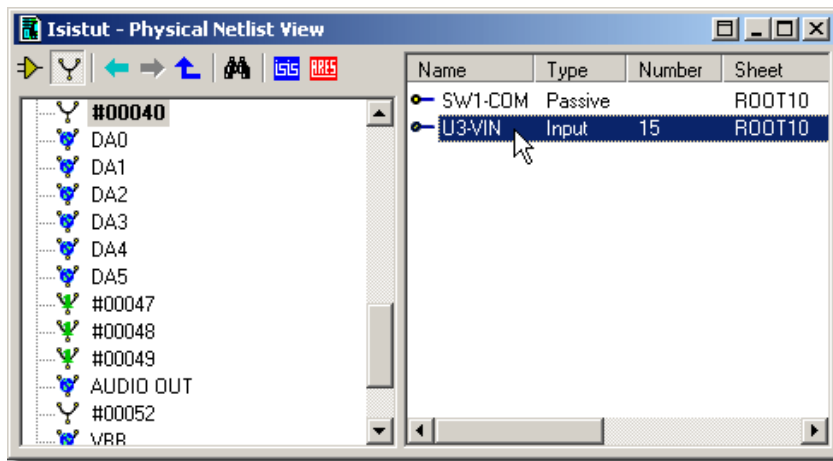 Isistut - Physical Netlist View
isis ARES
Name Type Number Sheet
SW1-COM Passive ROOT10
U3-VIN Input 15 ROOT10
#00040
DA0
DA1
DA2
DA3
DA4
DA5
#00047
#00048
#00049
AUDIO OUT
#00052